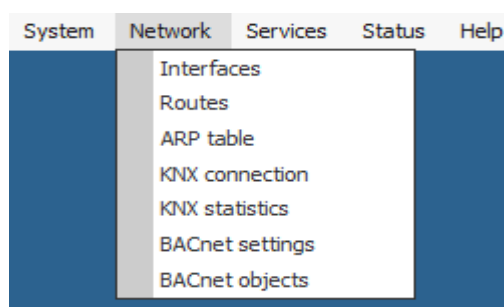 System Network Services Status Help
Interfaces
Routes
ARP table
KNX connection
KNX statistics
BACnet settings
BACnet objects